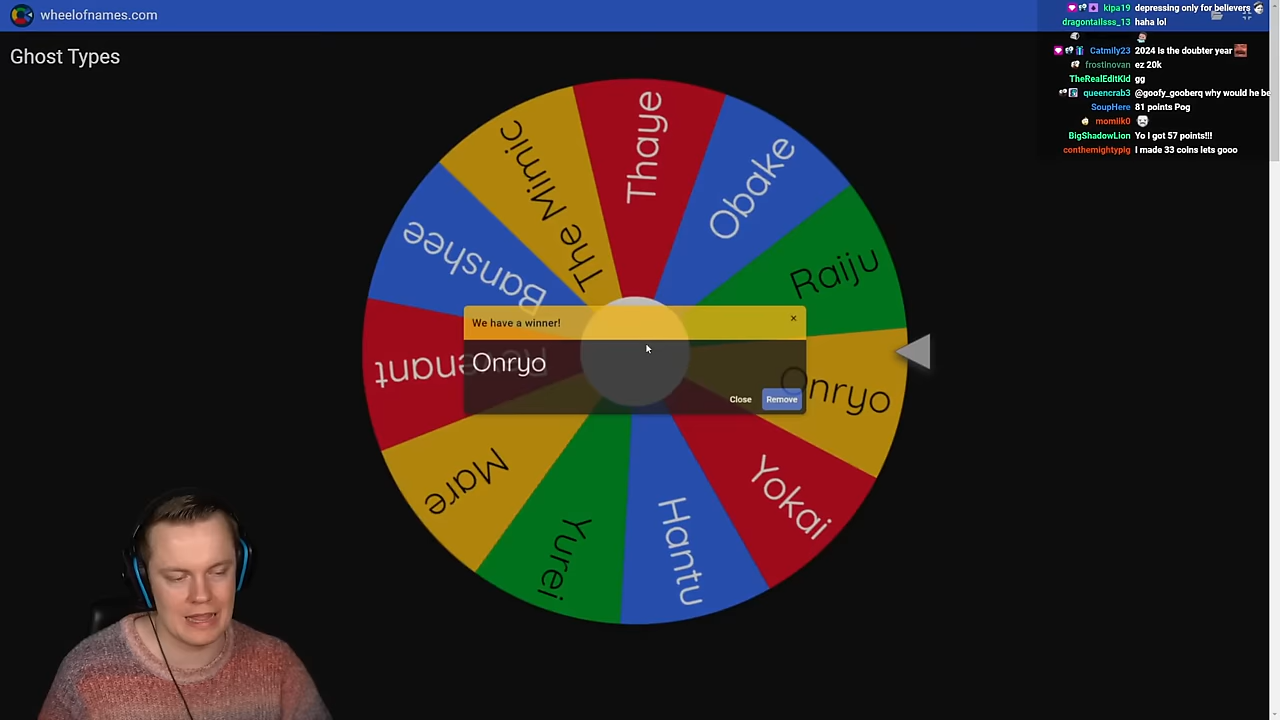 wheelofnames.com
Ghost Types
kipa19 depressing only for believers
dragontailsss_13 haha lol
Catmily23 2024 is the doubter year
frostinovan ez 20k
TheRealEditKid gg
queencrab3 @goofy_gooberq why would he be
SoupHere 81 points Pog
momiik0
BigShadowLion Yo I got 57 points!!!
conthemightypig I made 33 coins lets gooo
Thaye
Obake
Raiju
Onryo
Yokai
Hantu
Yurei
Mare
Revenant
Banshee
The Mimic
We have a winner!
×
Onryo
Close
Remove